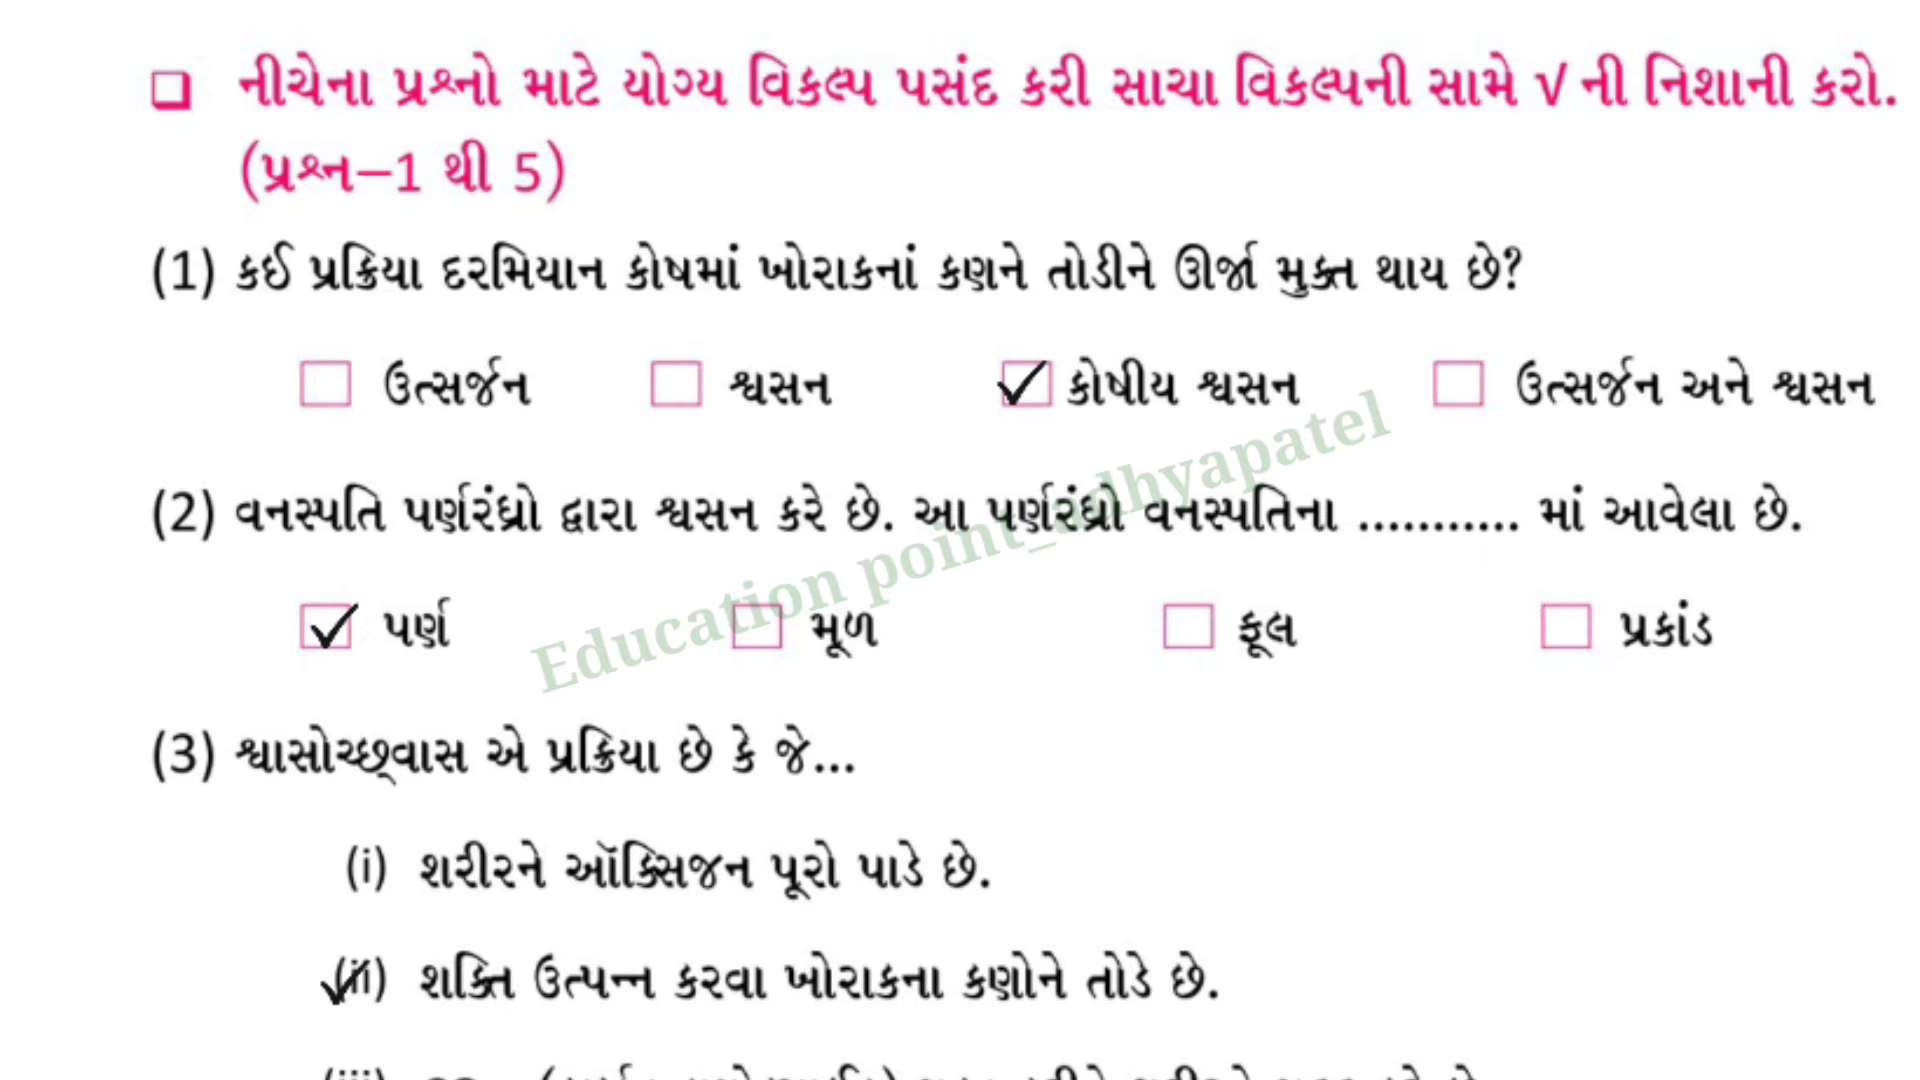 ❑ નીચેના પ્રશ્નો માટે યોગ્ય વિકલ્પ પસંદ કરી સાચા વિકલ્પની સામે √ ની નિશાની કરો.
(પ્રશ્ન–1 થી 5)
(1) કઈ પ્રક્રિયા દરમિયાન કોષમાં ખોરાકનાં કણને તોડીને ઊર્જા મુક્ત થાય છે?
ઉત્સર્જન શ્વસન ✓ કોષીય શ્વસન ઉત્સર્જન અને શ્વસન
(2) વનસ્પતિ પર્ણરંધ્રો દ્વારા શ્વસન કરે છે. આ પર્ણરંધ્રો વનસ્પતિના ........... માં આવેલા છે.
✓ પર્ણ મૂળ ફૂલ પ્રકાંડ
Education point_adhyapatel
(3) શ્વાસોચ્છ્વાસ એ પ્રક્રિયા છે કે જે...
(i) શરીરને ઑક્સિજન પૂરો પાડે છે.
✓ (ii) શક્તિ ઉત્પન્ન કરવા ખોરાકના કણોને તોડે છે.